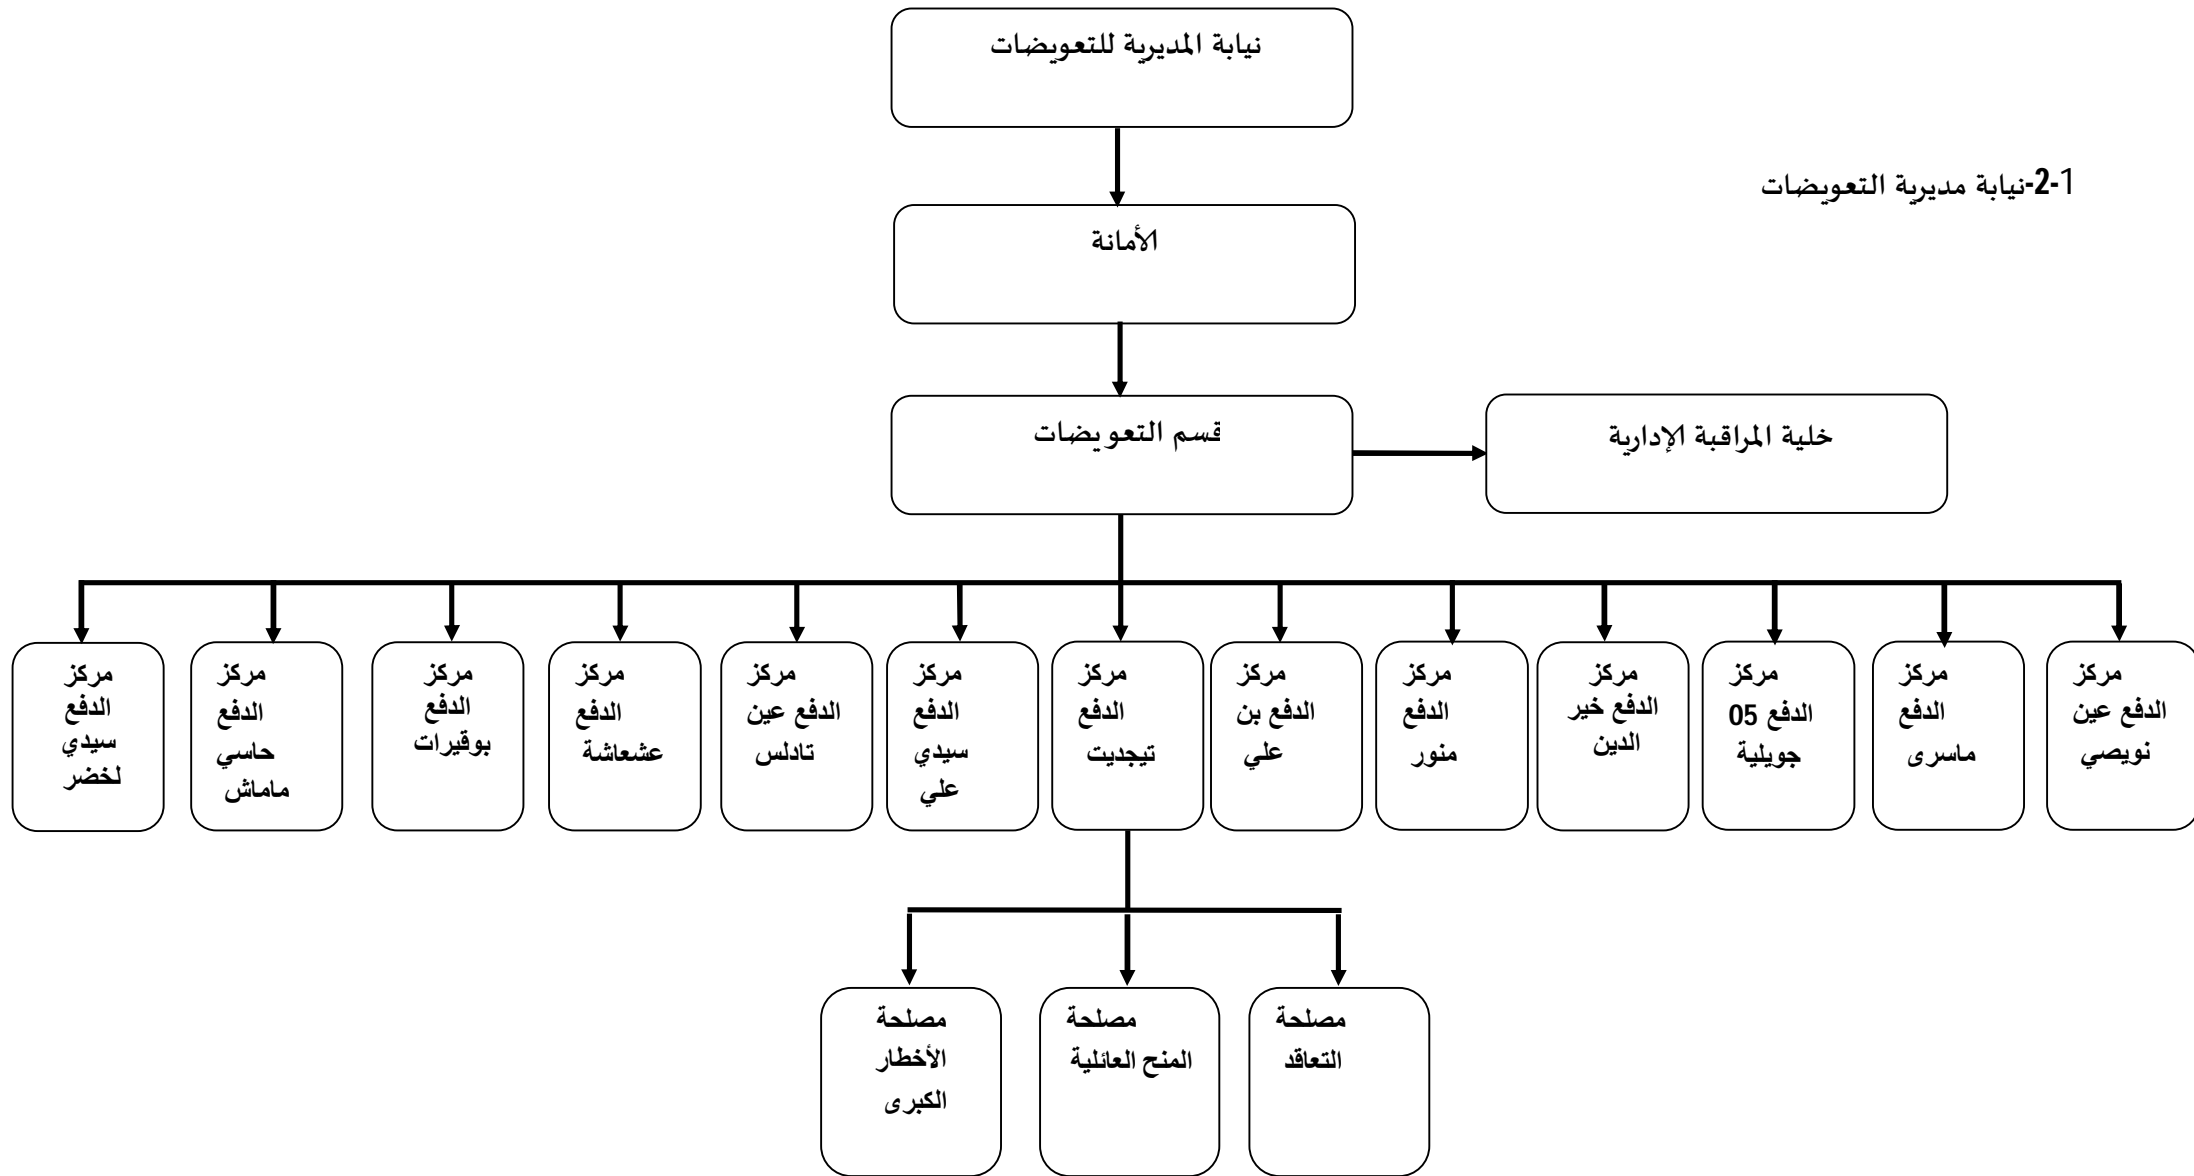 نيابة المديرية للتعويضات
1-2-نيابة مديرية التعويضات
الأمانة
قسم التعويضات
خلية المراقبة الإدارية
مركز
الدفع عين
نويصي
مركز
الدفع
ماسرى
مركز
الدفع 05
جويلية
مركز
الدفع خير
الدين
مركز
الدفع
منور
مركز
الدفع بن
علي
مركز
الدفع
تيجديت
مركز
الدفع
سيدي
علي
مركز
الدفع عين
تادلس
مركز
الدفع
عشعاشة
مركز
الدفع
بوقيرات
مركز
الدفع
حاسي
ماماش
مركز
الدفع
سيدي
لخضر
مصلحة
التعاقد
مصلحة
المنح العائلية
مصلحة
الأخطار
الكبرى